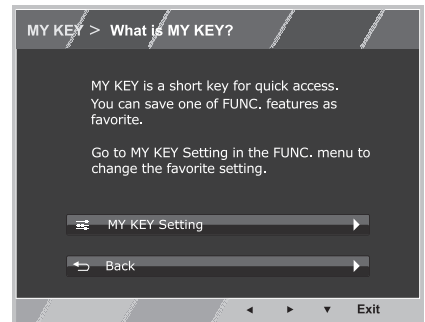 MY KEY > What is MY KEY?
MY KEY is a short key for quick access.
You can save one of FUNC. features as
favorite.
Go to MY KEY Setting in the FUNC. menu to
change the favorite setting.
MY KEY Setting
Back
Exit